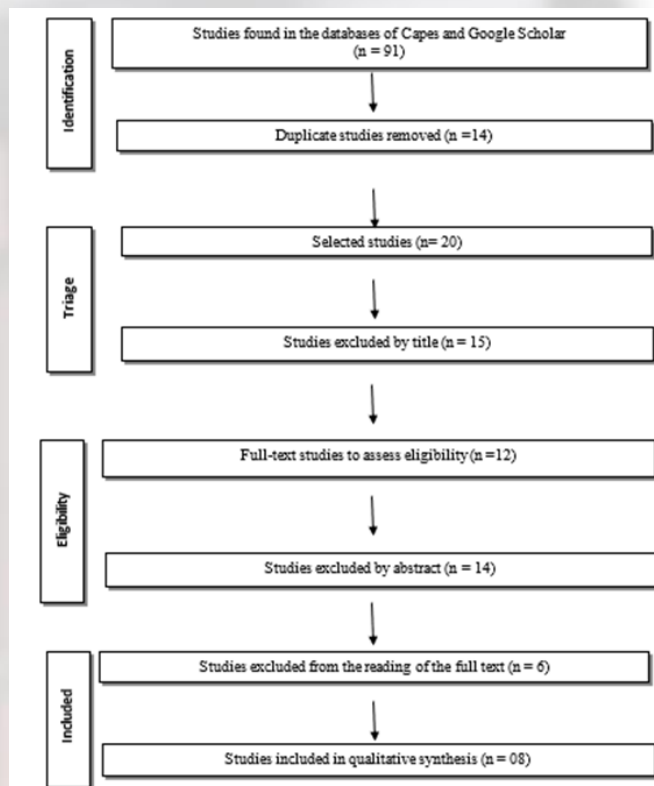 Identification
Studies found in the databases of Capes and Google Scholar
(n = 91)
Duplicate studies removed (n =14)
Triage
Selected studies (n= 20)
Studies excluded by title (n = 15)
Eligibility
Full-text studies to assess eligibility (n =12)
Studies excluded by abstract (n = 14)
Included
Studies excluded from the reading of the full text (n = 6)
Studies included in qualitative synthesis (n = 08)